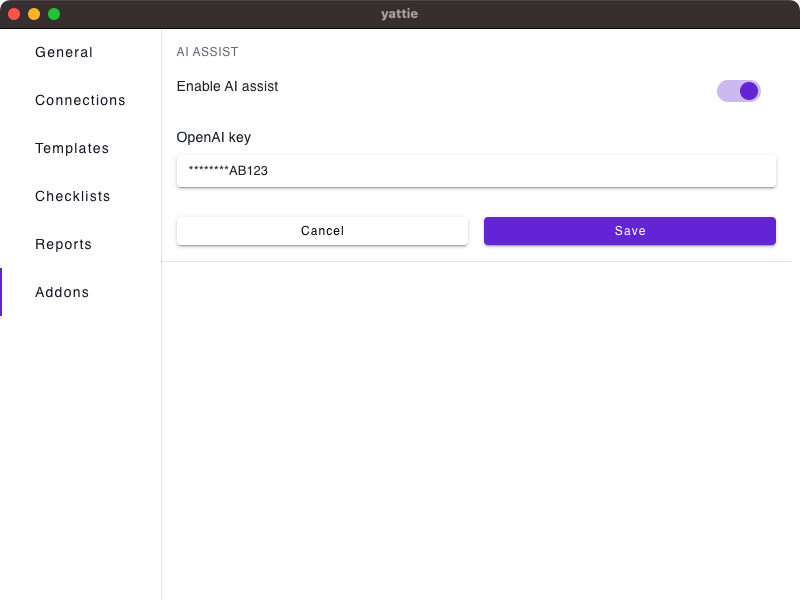 yattie
General
Connections
Templates
Checklists
Reports
Addons
AI ASSIST
Enable AI assist
OpenAI key
********AB123
Cancel
Save